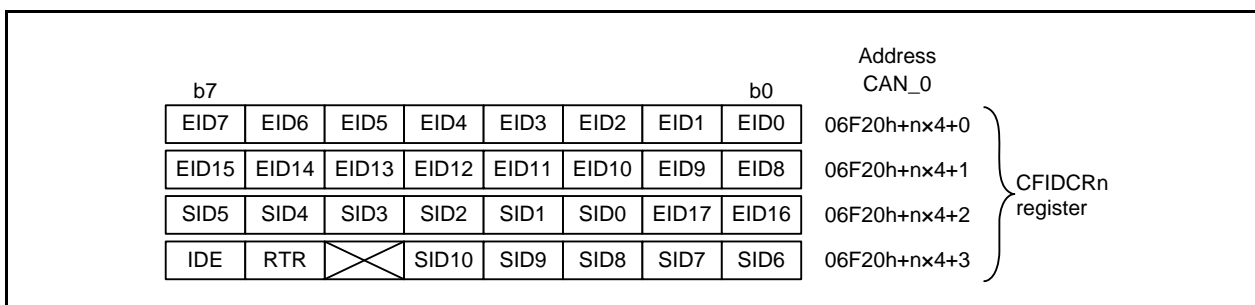 Address
CAN_0
b7 b0
EID7 EID6 EID5 EID4 EID3 EID2 EID1 EID0 06F20h+n×4+0
EID15 EID14 EID13 EID12 EID11 EID10 EID9 EID8 06F20h+n×4+1
CFIDCRn
register
SID5 SID4 SID3 SID2 SID1 SID0 EID17 EID16 06F20h+n×4+2
IDE RTR SID10 SID9 SID8 SID7 SID6 06F20h+n×4+3